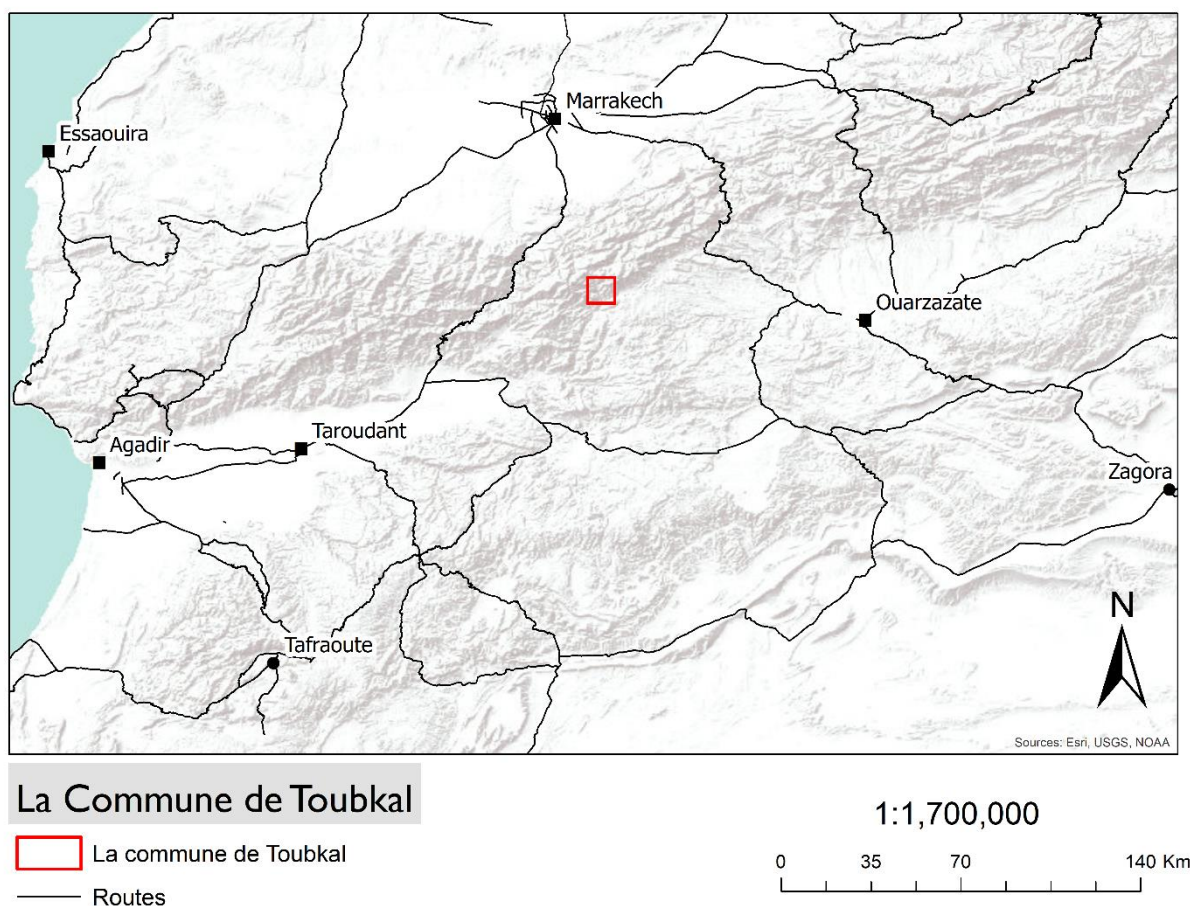 Marrakech
Essaouira
Ouarzazate
Taroudant
Agadir
Zagora
N
Tafraoute
Sources: Esri, USGS, NOAA
La Commune de Toubkal
1:1,700,000
La commune de Toubkal
0 35 70 140 Km
Routes